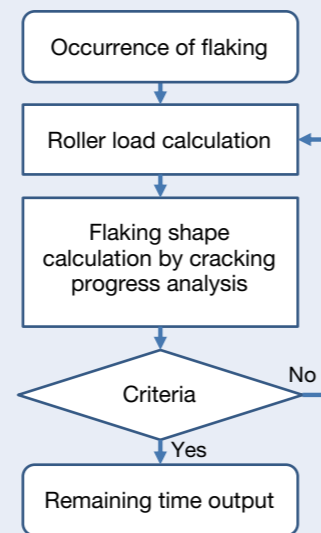 Occurrence of flaking
Roller load calculation
Flaking shape
calculation by cracking
progress analysis
Criteria
No
Yes
Remaining time output